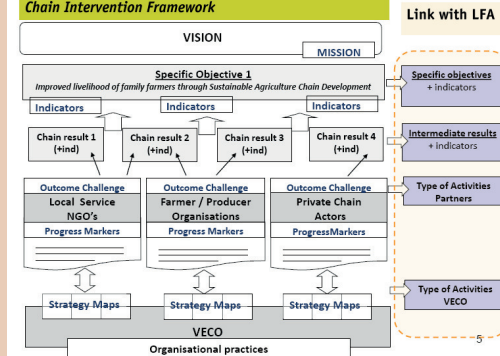 Chain Intervention Framework
Link with LFA
VISION
MISSION
Specific Objective 1
Improved livelihood of family farmers through Sustainable Agriculture Chain Development
Indicators
Indicators
Indicators
Specific objectives
+ indicators
Chain result 1
(+ind)
Chain result 2
(+ind)
Chain result 3
(+ind)
Chain result 4
(+ind)
Intermediate results
+ indicators
Outcome Challenge
Local Service
NGO's
Progress Markers
Outcome Challenge
Farmer / Producer
Organisations
Progress Markers
Outcome Challenge
Private Chain
Actors
ProgressMarkers
Type of Activities
Partners
Strategy Maps
Strategy Maps
Strategy Maps
Type of Activities
VECO
VECO
Organisational practices
5